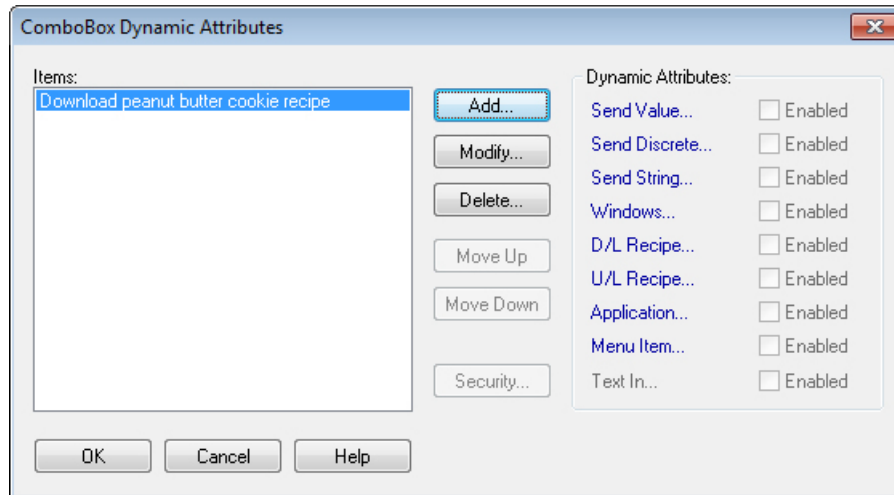 ComboBox Dynamic Attributes
Items:
Download peanut butter cookie recipe
Add...
Modify...
Delete...
Move Up
Move Down
Security...
Dynamic Attributes:
Send Value... Enabled
Send Discrete... Enabled
Send String... Enabled
Windows... Enabled
D/L Recipe... Enabled
U/L Recipe... Enabled
Application... Enabled
Menu Item... Enabled
Text In... Enabled
OK Cancel Help